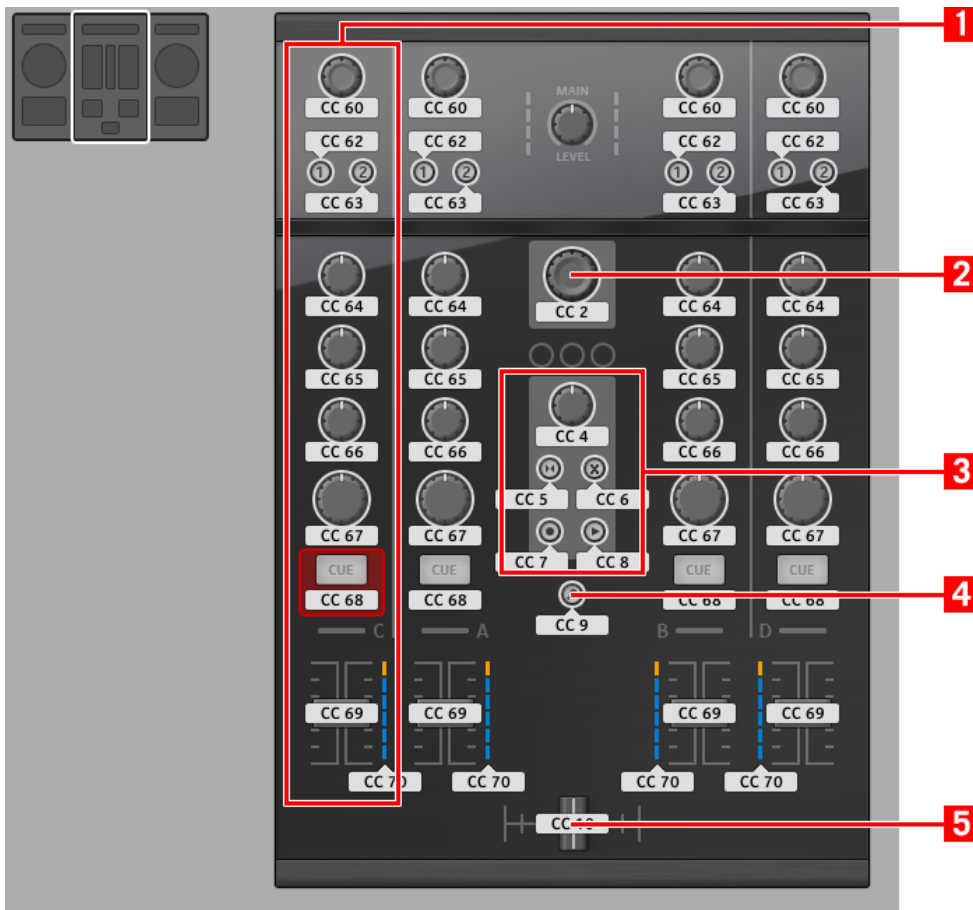 1
CC 60 CC 60 MAIN CC 60 CC 60
CC 62 CC 62 LEVEL CC 62 CC 62
1 2 1 2 1 2 1 2
CC 63 CC 63 CC 63 CC 63
2
CC 64 CC 64 CC 2 CC 64 CC 64
CC 65 CC 65 CC 65 CC 65
CC 66 CC 66 CC 4 CC 66 CC 66
3
CC 5 CC 6
CC 67 CC 67 CC 67 CC 67
CC 7 CC 8
CUE CUE CUE CUE
4
CC 68 CC 68 CC 68 CC 68
CC 9
C A B D
CC 69 CC 69 CC 69 CC 69
CC 70 CC 70 CC 70 CC 70
CC
5